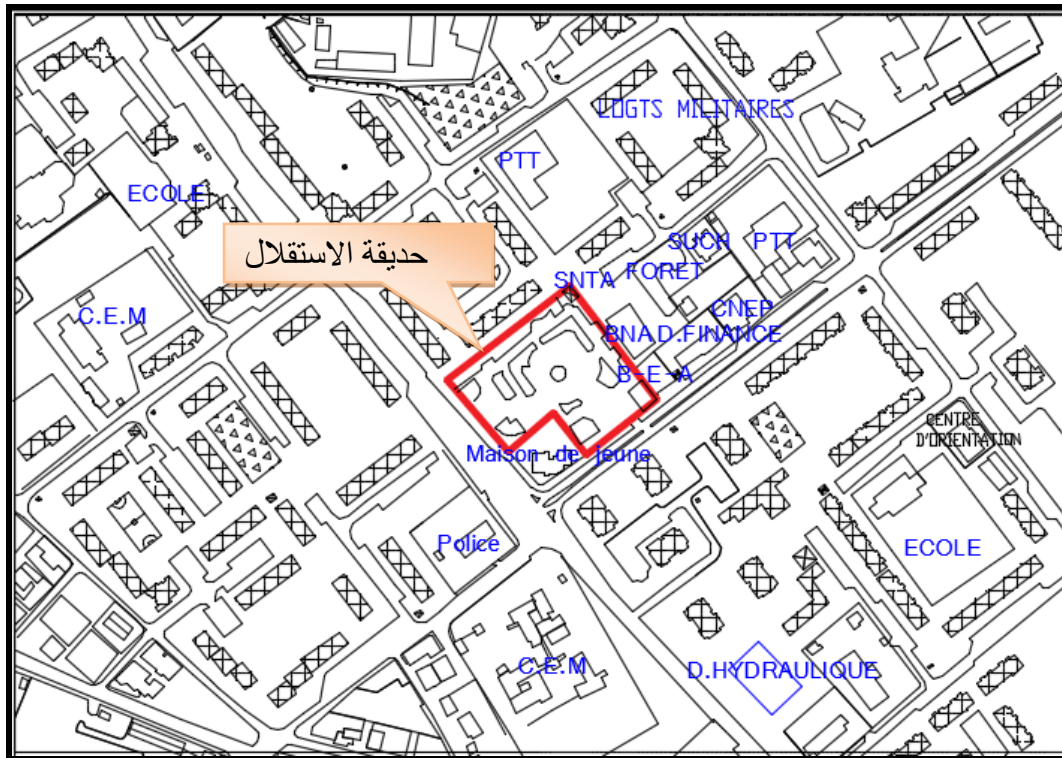 LOGTS MILITAIRES
PTT
ECOLE
حديقة الاستقلال
SUCH PTT
FORET
SNTA
CNEP
C.E.M
BNA D.FINANCE
B-E-A
CENTRE
D'ORIENTATION
Maison de jeune
Police
ECOLE
C.E.M
D.HYDRAULIQUE